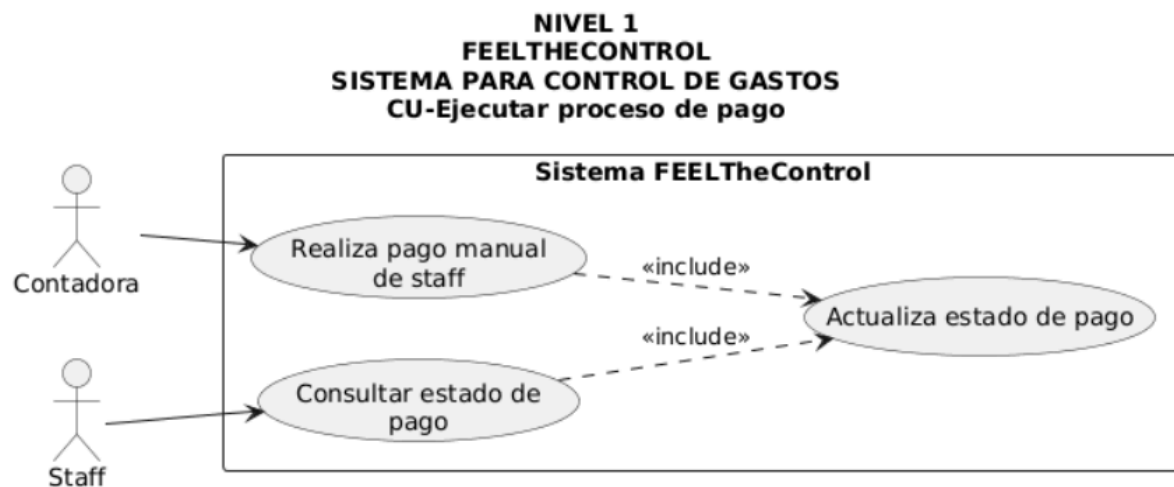 NIVEL 1
FEELTHECONTROL
SISTEMA PARA CONTROL DE GASTOS
CU-Ejecutar proceso de pago
Sistema FEELTheControl
Contadora
Realiza pago manual
de staff
«include»
Actualiza estado de pago
«include»
Consultar estado de
pago
Staff